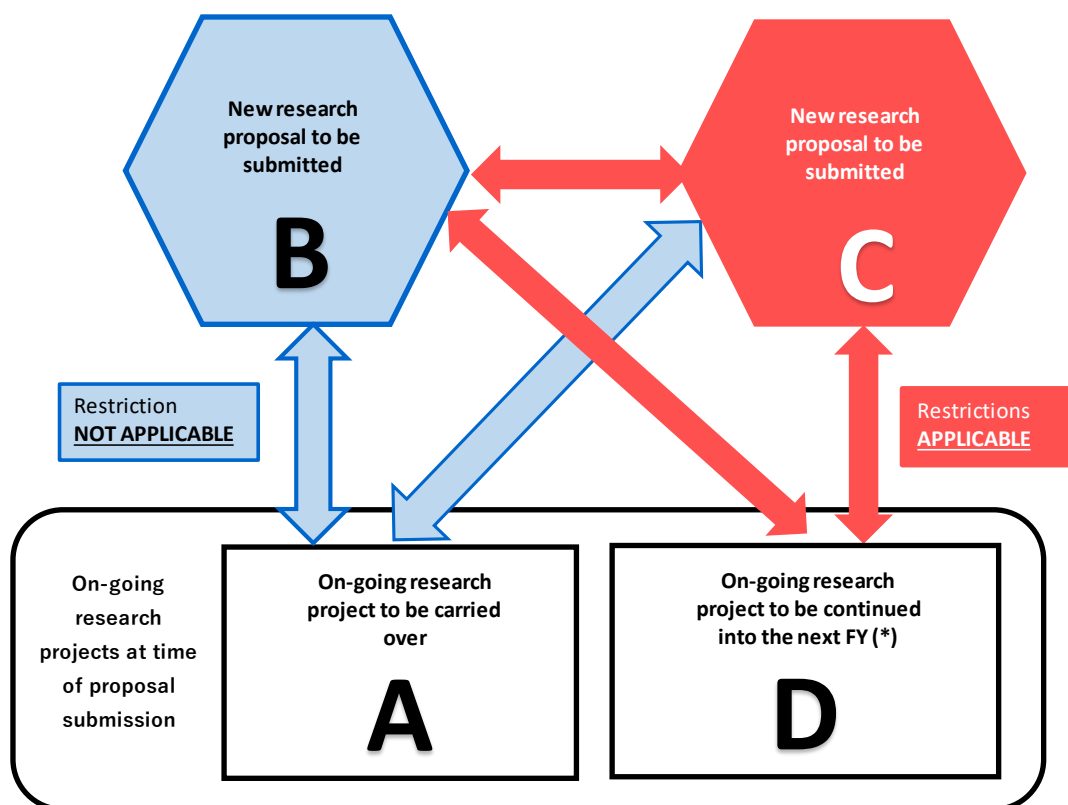 New research
proposal to be
submitted
B
New research
proposal to be
submitted
C
Restriction
NOT APPLICABLE
Restrictions
APPLICABLE
On-going
research
projects at time
of proposal
submission
On-going research
project to be carried
over
A
On-going research
project to be continued
into the next FY (*)
D